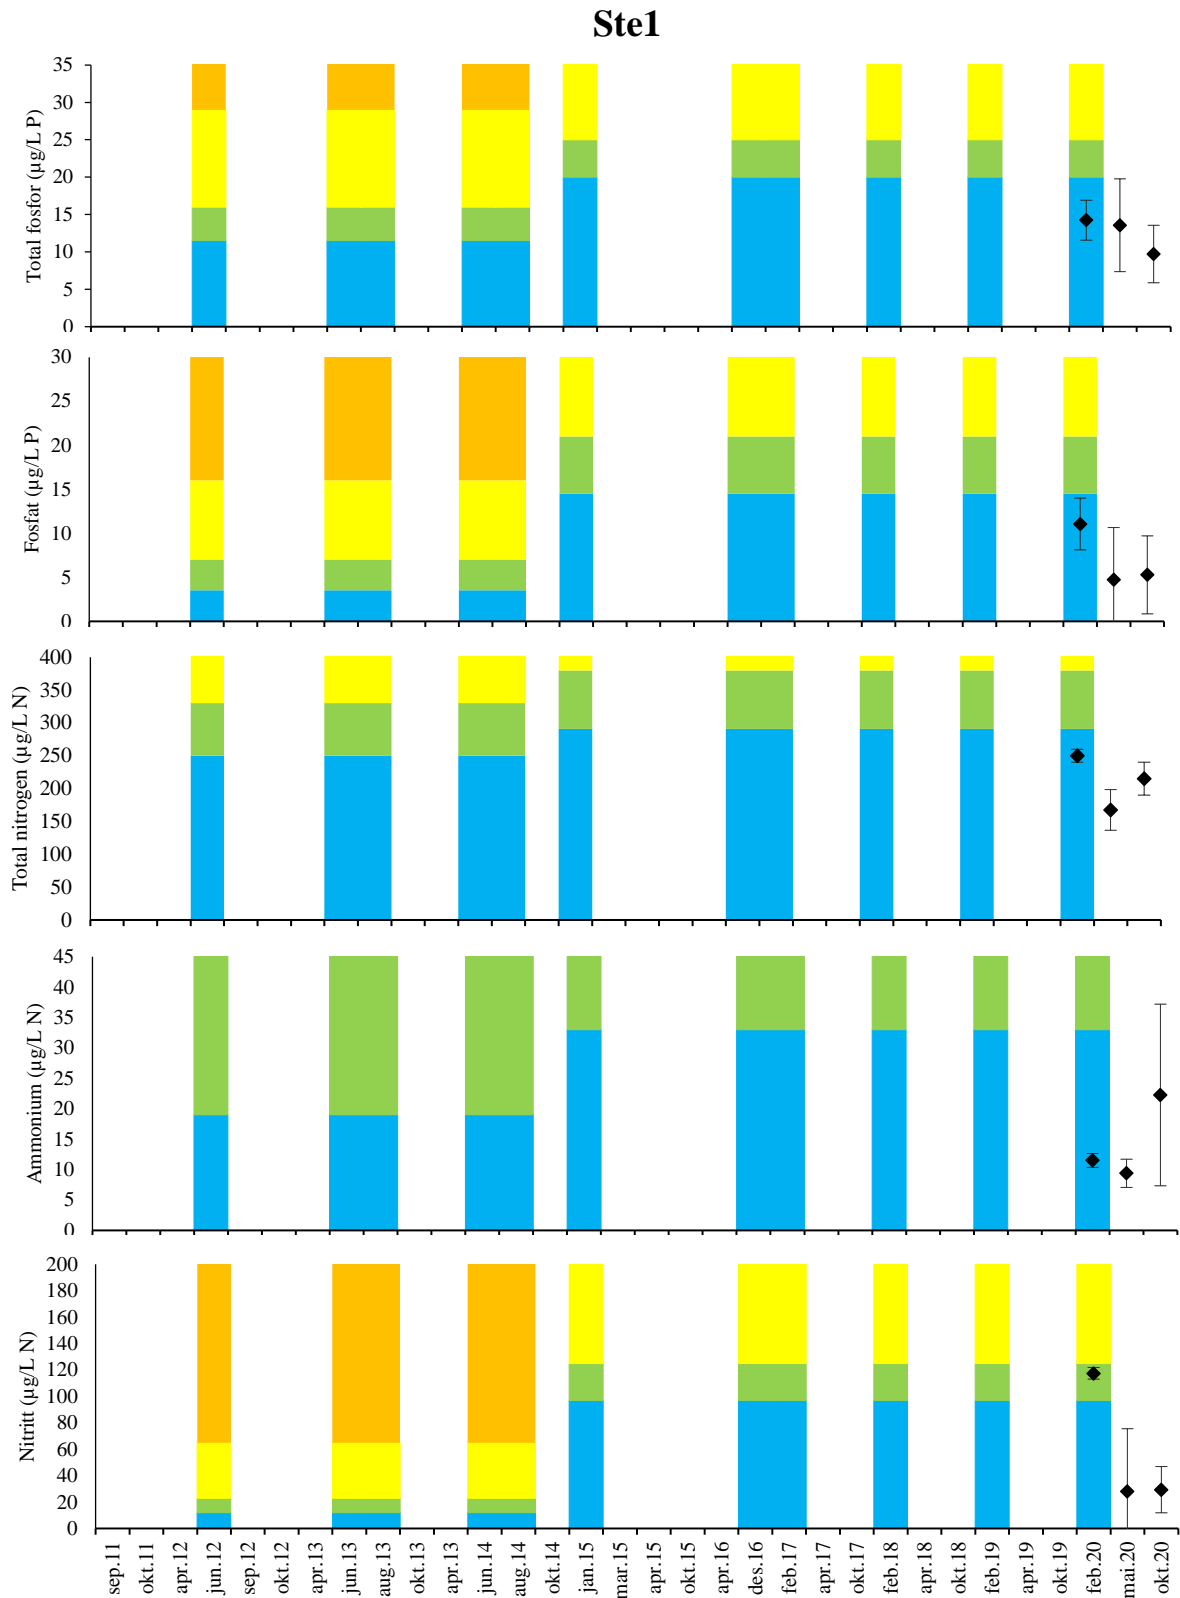 Ste1
Total fosfor (µg/L P)
35
30
25
20
15
10
5
0
Fosfat (µg/L P)
30
25
20
15
10
5
0
Total nitrogen (µg/L N)
400
350
300
250
200
150
100
50
0
Ammonium (µg/L N)
45
40
35
30
25
20
15
10
5
0
Nitritt (µg/L N)
200
180
160
140
120
100
80
60
40
20
0
sep.11
okt.11
apr.12
jun.12
sep.12
okt.12
apr.13
jun.13
aug.13
okt.13
apr.13
jun.14
aug.14
okt.14
jan.15
mar.15
apr.15
okt.15
apr.16
des.16
feb.17
apr.17
okt.17
feb.18
apr.18
okt.18
feb.19
apr.19
okt.19
feb.20
mai.20
okt.20